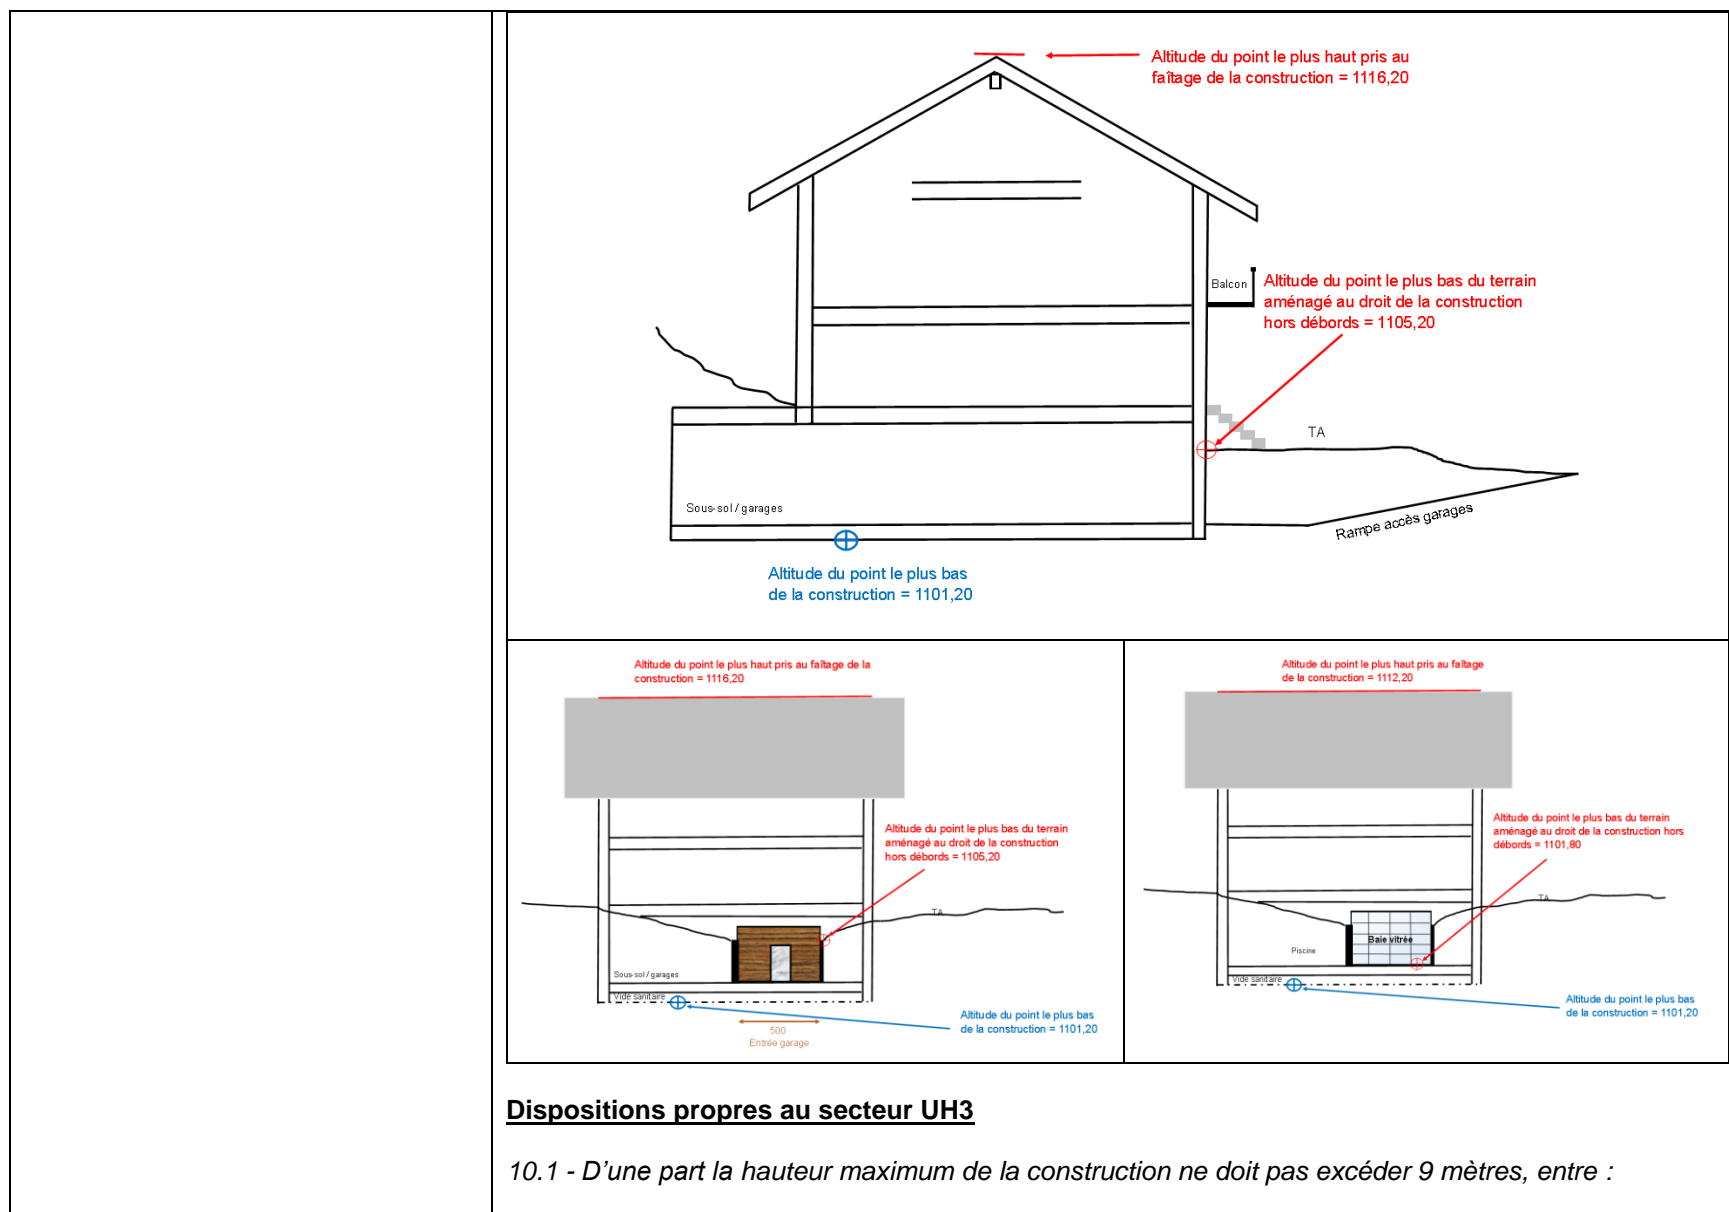 Altitude du point le plus haut pris au
faîtage de la construction = 1116,20
Balcon
Altitude du point le plus bas du terrain
aménagé au droit de la construction
hors débords = 1105,20
TA
Sous-sol / garages
Rampe accès garages
Altitude du point le plus bas
de la construction = 1101,20
Altitude du point le plus haut pris au faîtage de la
construction = 1116,20
Altitude du point le plus bas du terrain
aménagé au droit de la construction
hors débords = 1105,20
TA
Sous-sol / garages
Vide sanitaire
Altitude du point le plus bas
de la construction = 1101,20
500
Entrée garage
Altitude du point le plus haut pris au faîtage
de la construction = 1112,20
Altitude du point le plus bas du terrain
aménagé au droit de la construction hors
débords = 1101,80
TA
Baie vitrée
Piscine
Vide sanitaire
Altitude du point le plus bas
de la construction = 1101,20
Dispositions propres au secteur UH3
10.1 - D'une part la hauteur maximum de la construction ne doit pas excéder 9 mètres, entre :